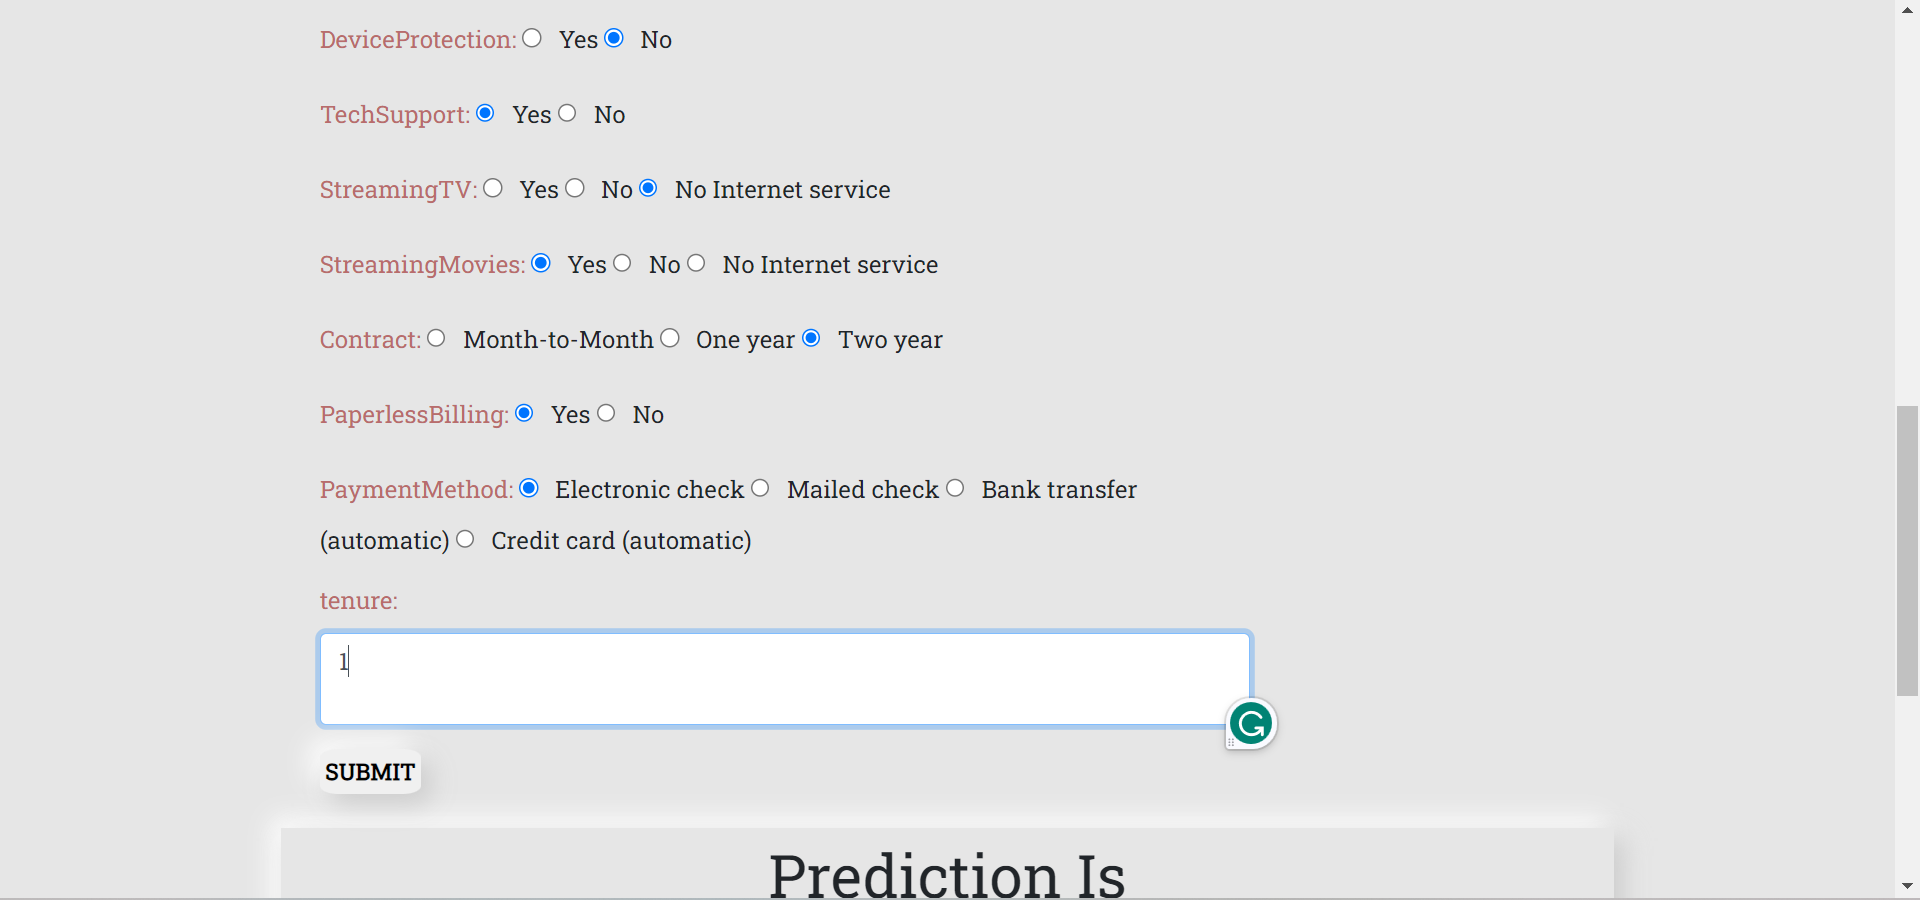 DeviceProtection: Yes No
TechSupport: Yes No
StreamingTV: Yes No No Internet service
StreamingMovies: Yes No No Internet service
Contract: Month-to-Month One year Two year
PaperlessBilling: Yes No
PaymentMethod: Electronic check Mailed check Bank transfer
(automatic) Credit card (automatic)
tenure:
1
SUBMIT
Prediction Is